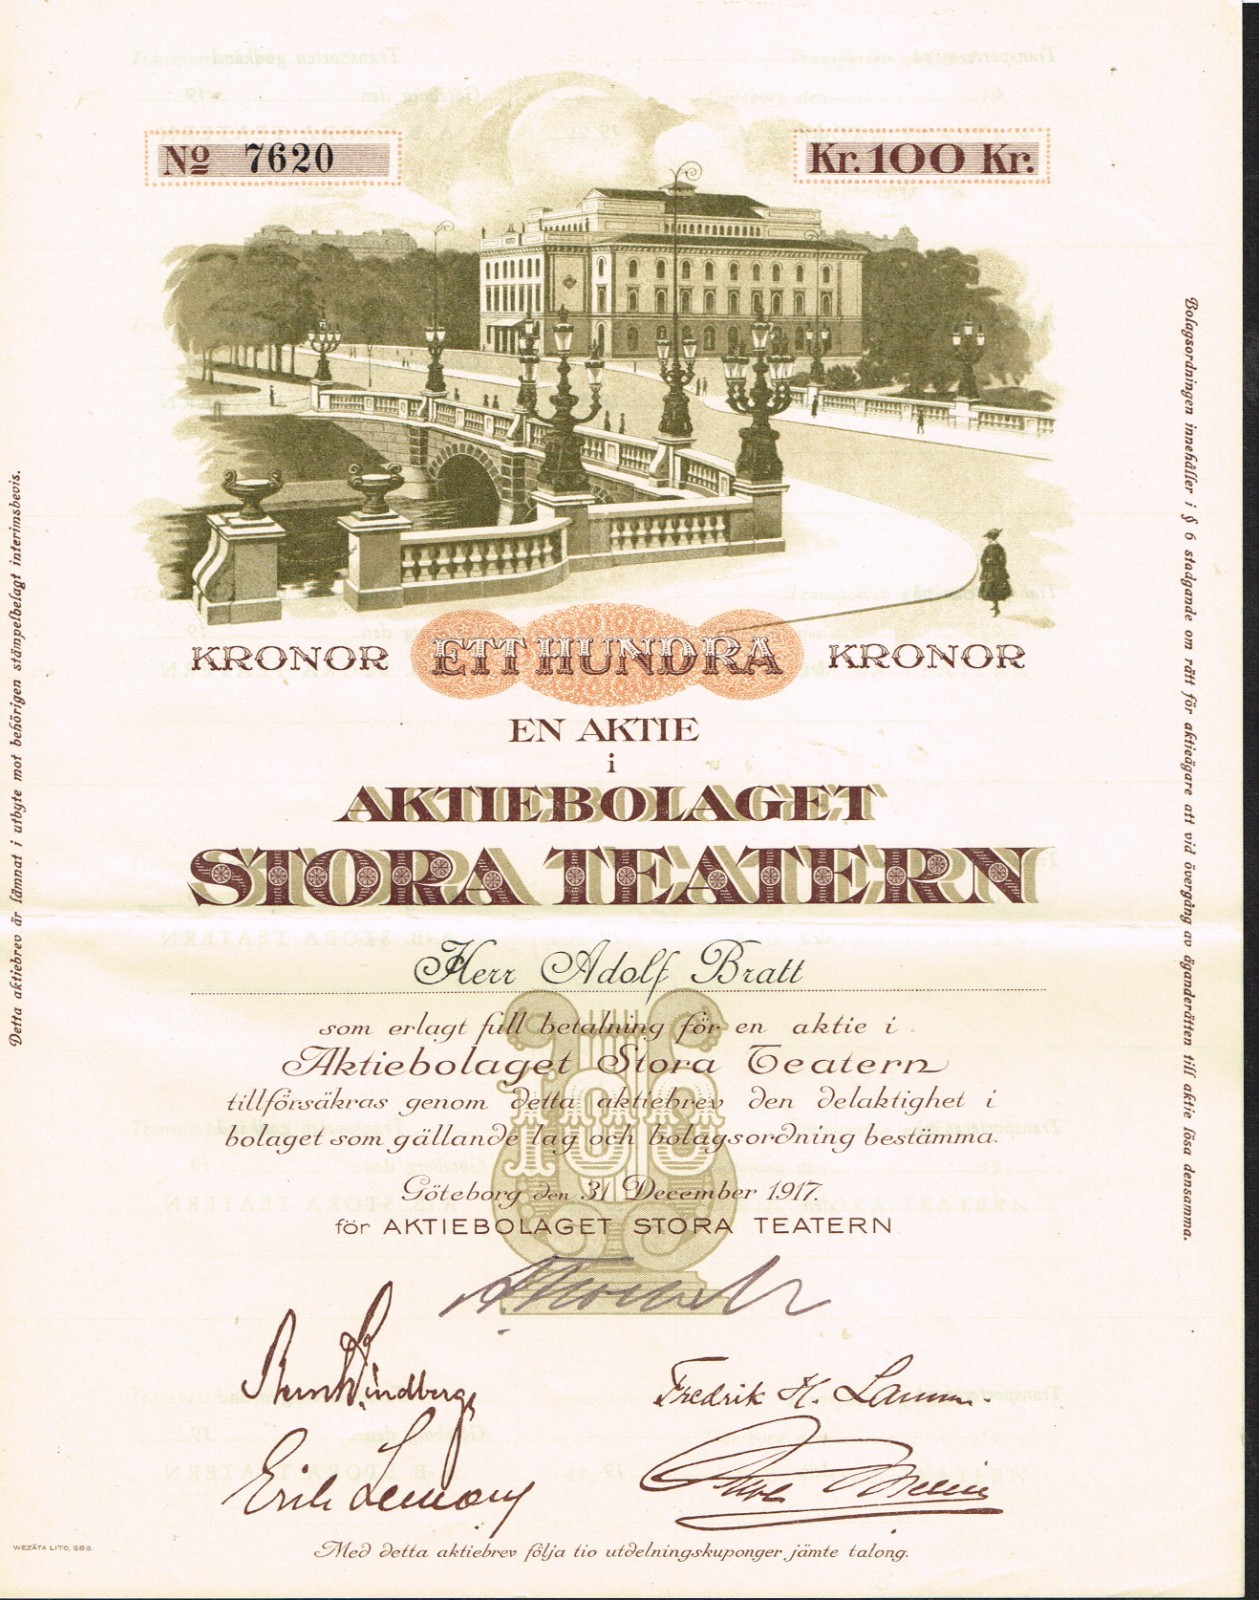 No 7620
Kr. 100 Kr.
KRONOR ETT HUNDRA KRONOR
EN AKTIE
i
AKTIEBOLAGET
STORA TEATERN
Herr Adolf Bratt
som erlagt full betalning för en aktie i
Aktiebolaget Stora Teatern
tillförsäkras genom detta aktiebrev den delaktighet i
bolaget som gällande lag och bolagsordning bestämma.
100
Göteborg den 31 December 1917.
för AKTIEBOLAGET STORA TEATERN
Fredrik H. Lamm.
Med detta aktiebrev följa tio utdelningskuponger jämte talong.
WEZÄTA LITO, GBG.
Detta aktiebrev är lämnat i utbyte mot behörigen stämpelbelagt interimsbevis.
Bolagsordningen innehåller i § 6 stadgande om rätt för aktieägare att vid övergång av äganderätten till aktie lösa densamma.